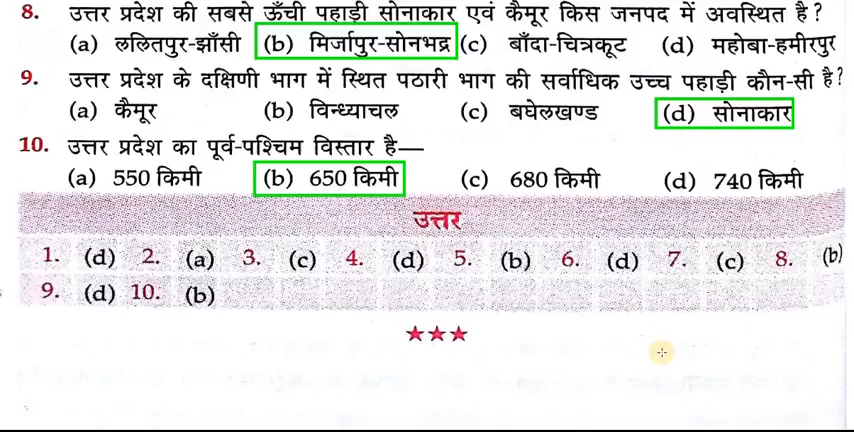 8. उत्तर प्रदेश की सबसे ऊँची पहाड़ी सोनाकार एवं कैमूर किस जनपद में अवस्थित है?
(a) ललितपुर-झाँसी (b) मिर्जापुर-सोनभद्र (c) बाँदा-चित्रकूट (d) महोबा-हमीरपुर
9. उत्तर प्रदेश के दक्षिणी भाग में स्थित पठारी भाग की सर्वाधिक उच्च पहाड़ी कौन-सी है?
(a) कैमूर (b) विन्ध्याचल (c) बघेलखण्ड (d) सोनाकार
10. उत्तर प्रदेश का पूर्व-पश्चिम विस्तार है—
(a) 550 किमी (b) 650 किमी (c) 680 किमी (d) 740 किमी
उत्तर
1. (d) 2. (a) 3. (c) 4. (d) 5. (b) 6. (d) 7. (c) 8. (b)
9. (d) 10. (b)